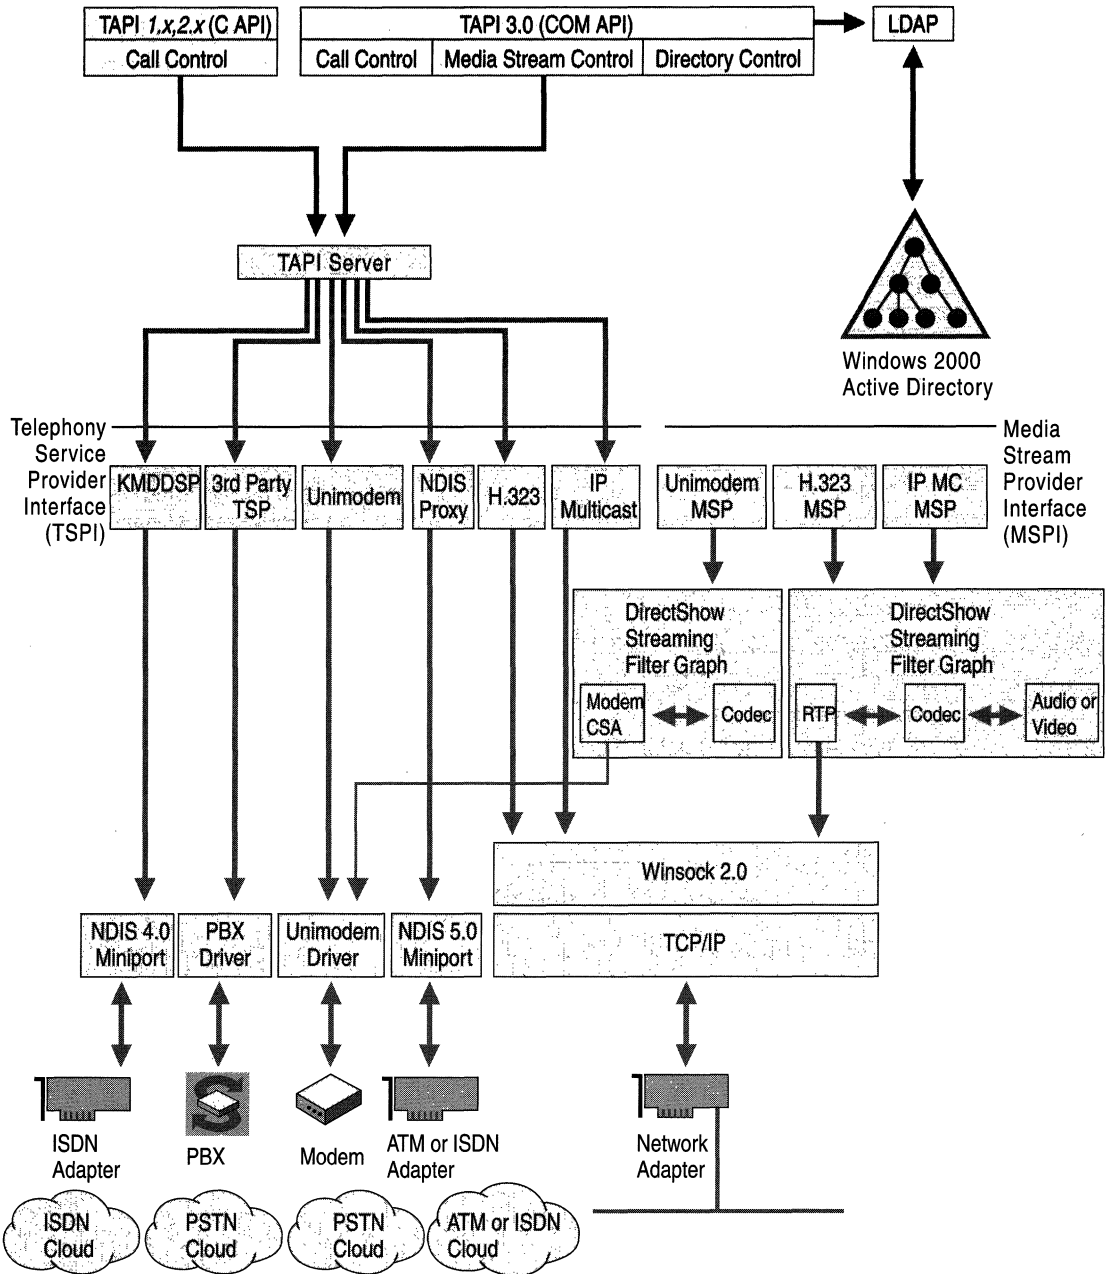 TAPI 1.x,2.x (C API)
Call Control
TAPI 3.0 (COM API)
Call Control
Media Stream Control
Directory Control
LDAP
TAPI Server
Windows 2000
Active Directory
Telephony
Service
Provider
Interface
(TSPI)
Media
Stream
Provider
Interface
(MSPI)
KMDDSP
3rd Party
TSP
Unimodem
NDIS
Proxy
H.323
IP
Multicast
Unimodem
MSP
H.323
MSP
IP MC
MSP
DirectShow
Streaming
Filter Graph
Modem
CSA
Codec
DirectShow
Streaming
Filter Graph
RTP
Codec
Audio or
Video
Winsock 2.0
NDIS 4.0
Miniport
PBX
Driver
Unimodem
Driver
NDIS 5.0
Miniport
TCP/IP
ISDN
Adapter
PBX
Modem
ATM or ISDN
Adapter
Network
Adapter
ISDN
Cloud
PSTN
Cloud
PSTN
Cloud
ATM or ISDN
Cloud